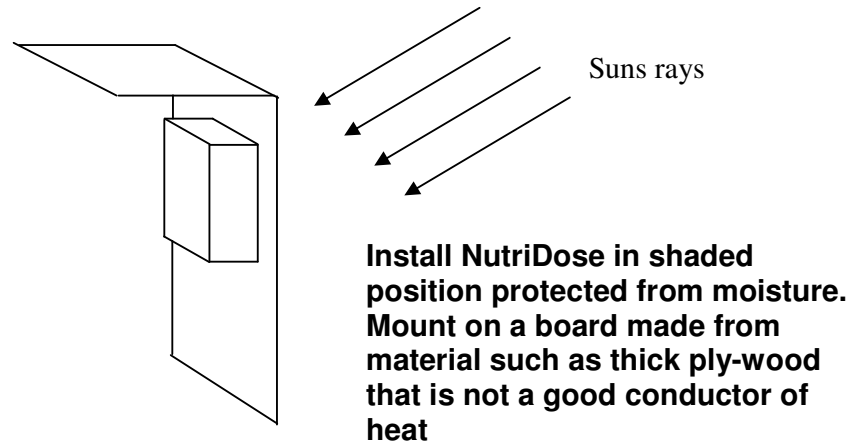 Suns rays
Install NutriDose in shaded
position protected from moisture.
Mount on a board made from
material such as thick ply-wood
that is not a good conductor of
heat